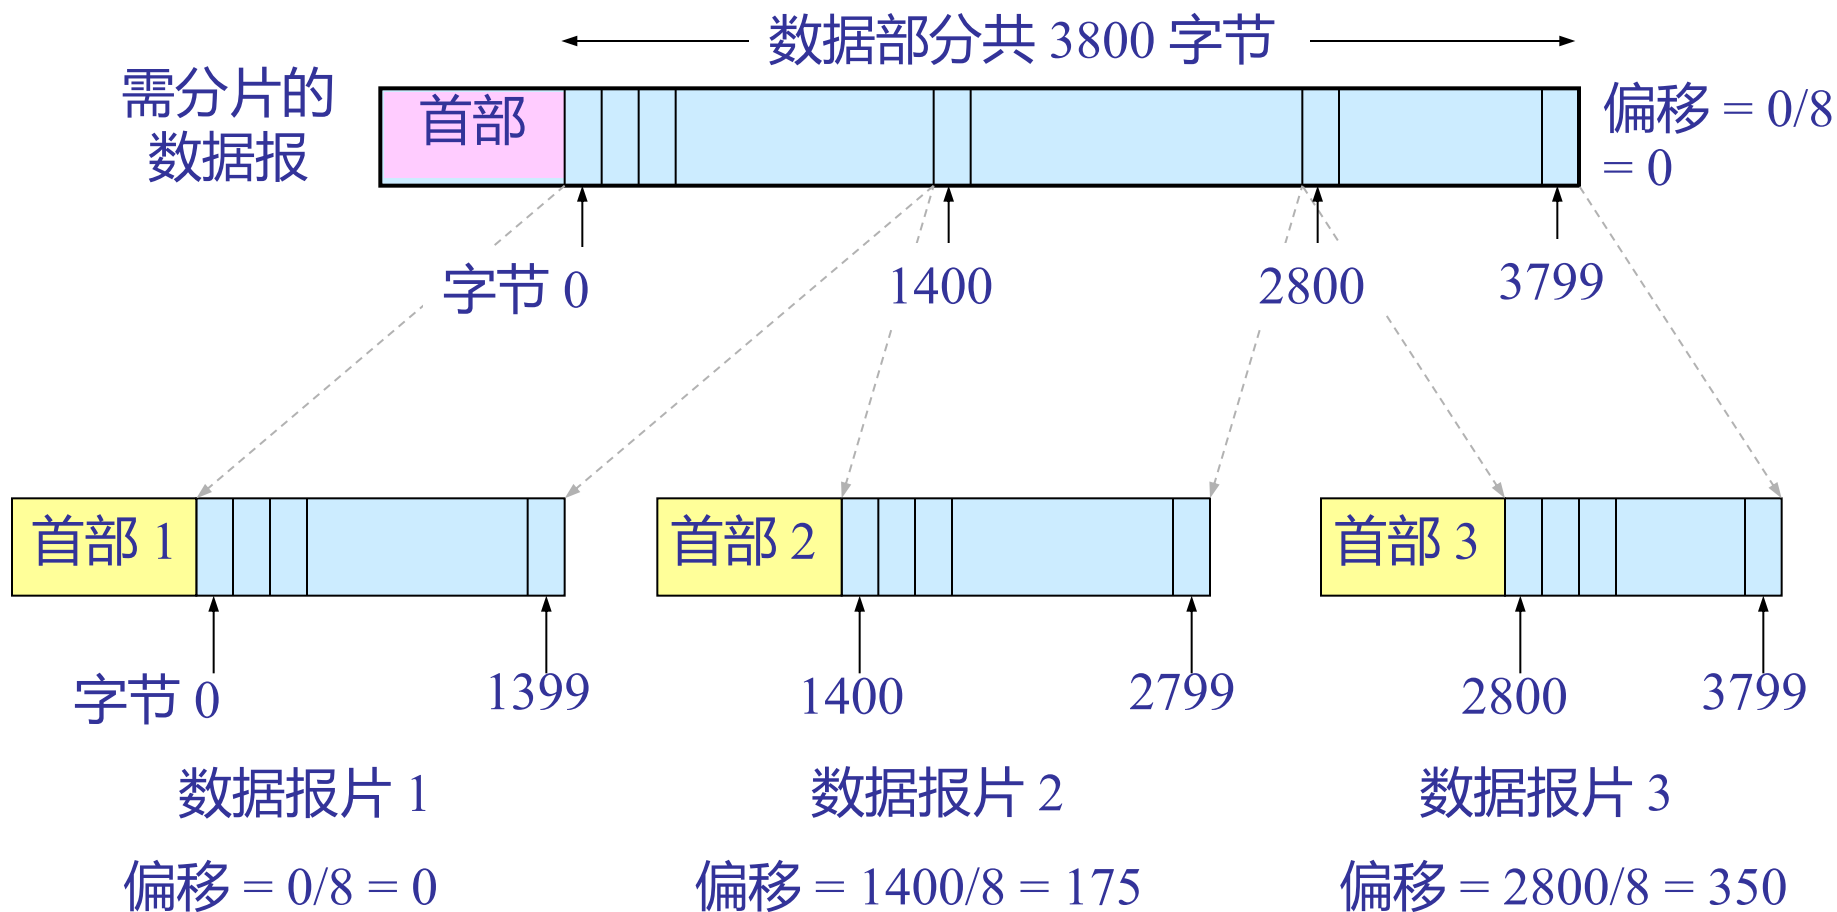 数据部分共 3800 字节
需分片的
数据报
首部
偏移 = 0/8
= 0
字节 0
1400
2800
3799
首部 1
首部 2
首部 3
字节 0
1399
1400
2799
2800
3799
数据报片 1
数据报片 2
数据报片 3
偏移 = 0/8 = 0
偏移 = 1400/8 = 175
偏移 = 2800/8 = 350